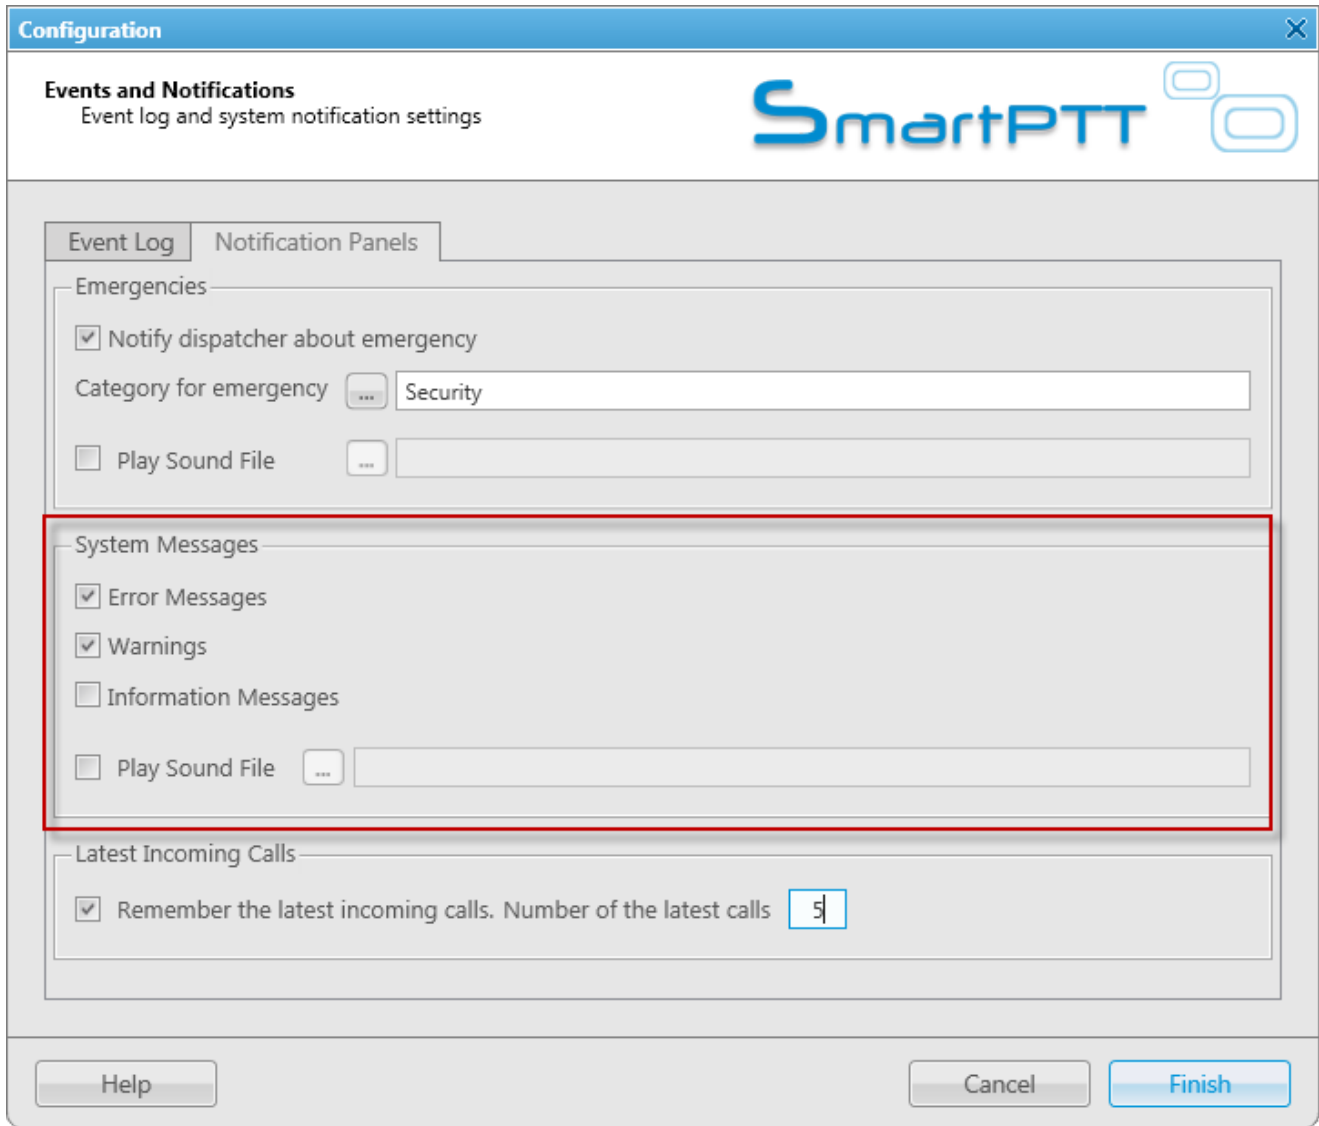 Configuration
Events and Notifications
Event log and system notification settings
SmartPTT
Event Log
Notification Panels
Emergencies
Notify dispatcher about emergency
Category for emergency ... Security
Play Sound File ...
System Messages
Error Messages
Warnings
Information Messages
Play Sound File ...
Latest Incoming Calls
Remember the latest incoming calls. Number of the latest calls 5
Help
Cancel
Finish